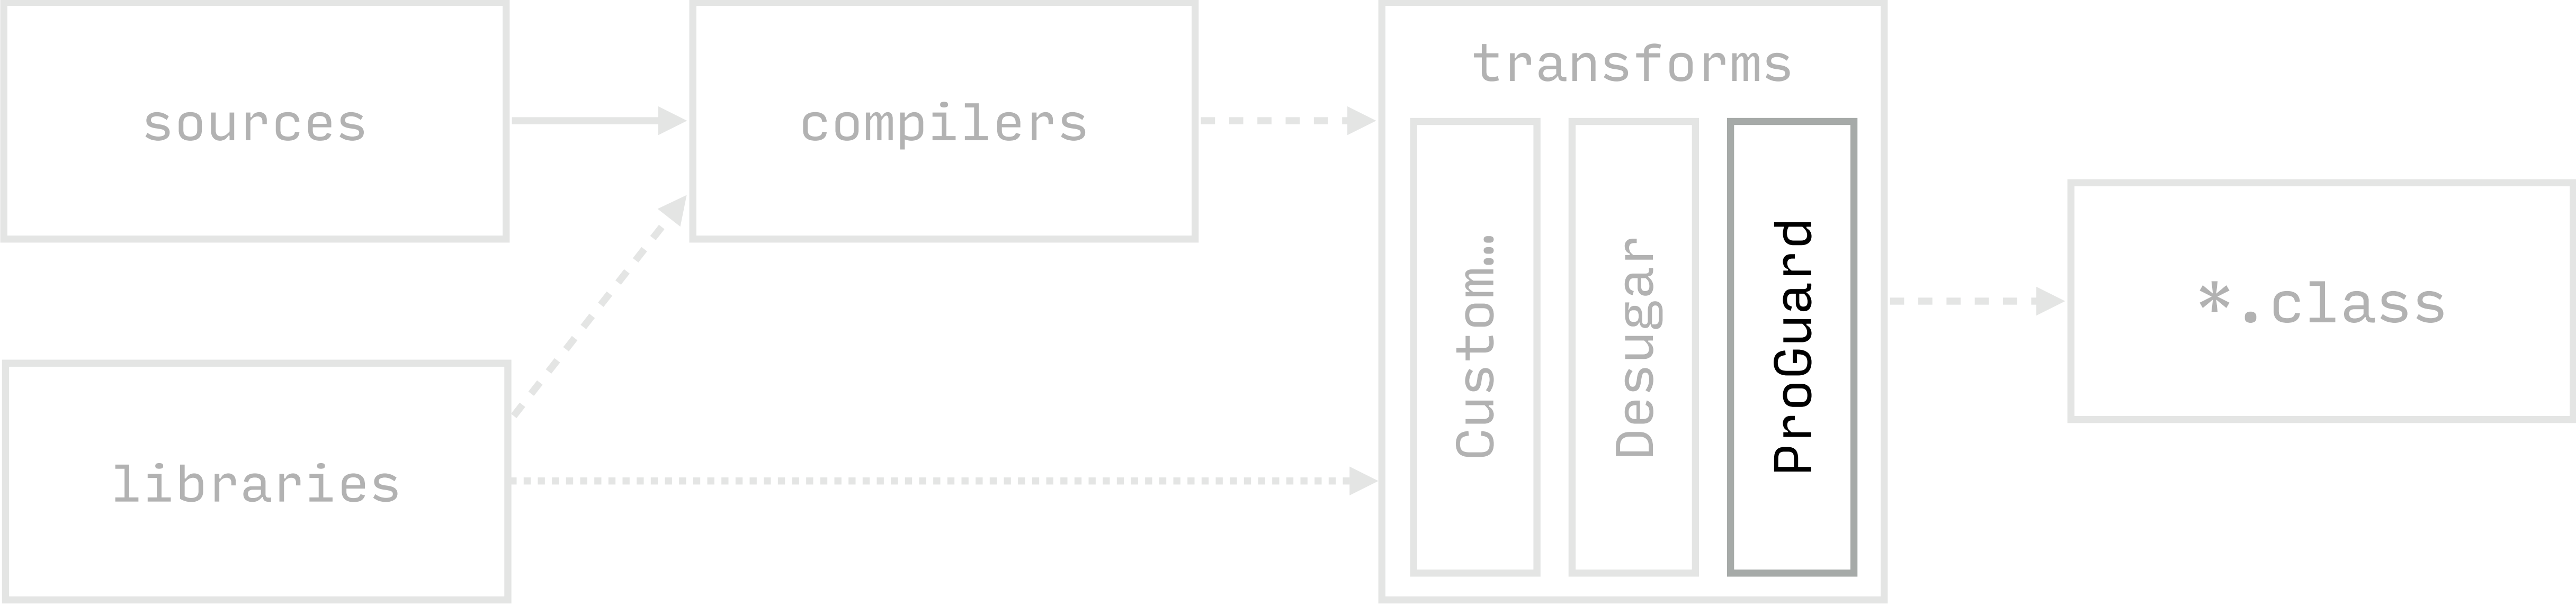 sources
compilers
transforms
Custom…
Desugar
ProGuard
*.class
libraries